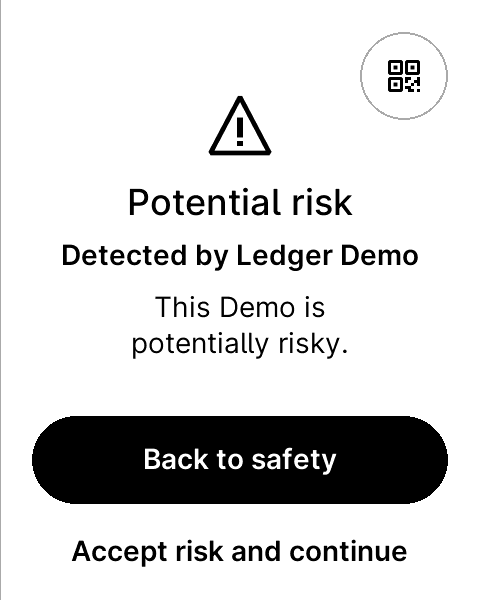 Potential risk
Detected by Ledger Demo
This Demo is
potentially risky.
Back to safety
Accept risk and continue